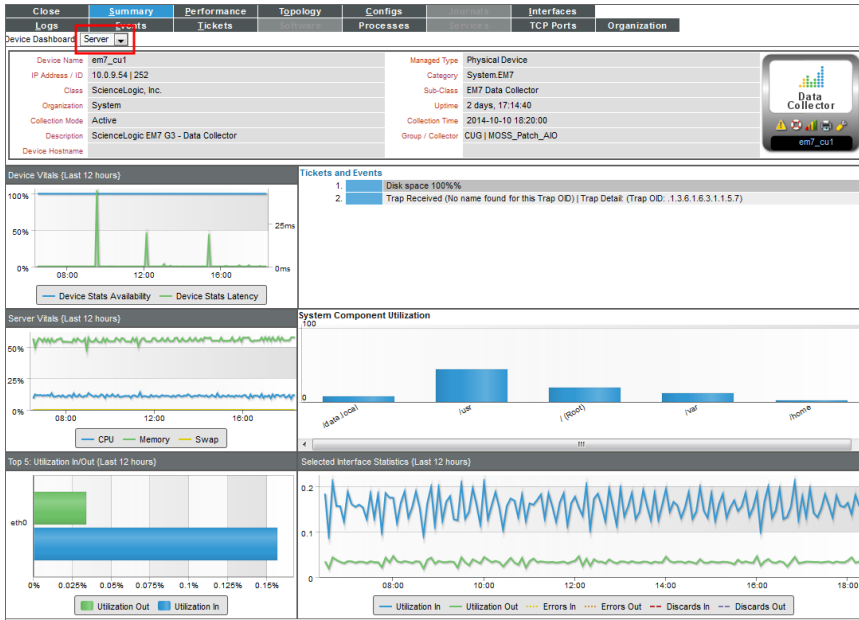 Close Summary Performance Topology Configs Journals Interfaces
Logs Events Tickets Software Processes Services TCP Ports Organization
Device Dashboard: Server
Device Name em7_cu1 Managed Type Physical Device
IP Address / ID 10.0.9.54 | 252 Category System.EM7
Class ScienceLogic, Inc. Sub-Class EM7 Data Collector
Organization System Uptime 2 days, 17:14:40
Collection Mode Active Collection Time 2014-10-10 18:20:00
Description ScienceLogic EM7 G3 - Data Collector Group / Collector CUG | MOSS_Patch_AIO
Device Hostname
Data
Collector
em7_cu1
Device Vitals {Last 12 hours}
100%
50%
0%
25ms
0ms
08:00 12:00 16:00
Device Stats Availability Device Stats Latency
Tickets and Events
1. Disk space 100%%
2. Trap Received (No name found for this Trap OID) | Trap Detail: (Trap OID: .1.3.6.1.6.3.1.1.5.7)
Server Vitals {Last 12 hours}
50%
25%
0%
08:00 12:00 16:00
CPU Memory Swap
System Component Utilization
100
0
/data.local /usr / (Root) /var /home
Top 5: Utilization In/Out {Last 12 hours}
eth0
0% 0.025% 0.05% 0.075% 0.1% 0.125% 0.15%
Utilization Out Utilization In
Selected Interface Statistics {Last 12 hours}
0.2
0.1
0
08:00 10:00 12:00 14:00 16:00 18:00
Utilization In Utilization Out Errors In Errors Out Discards In Discards Out